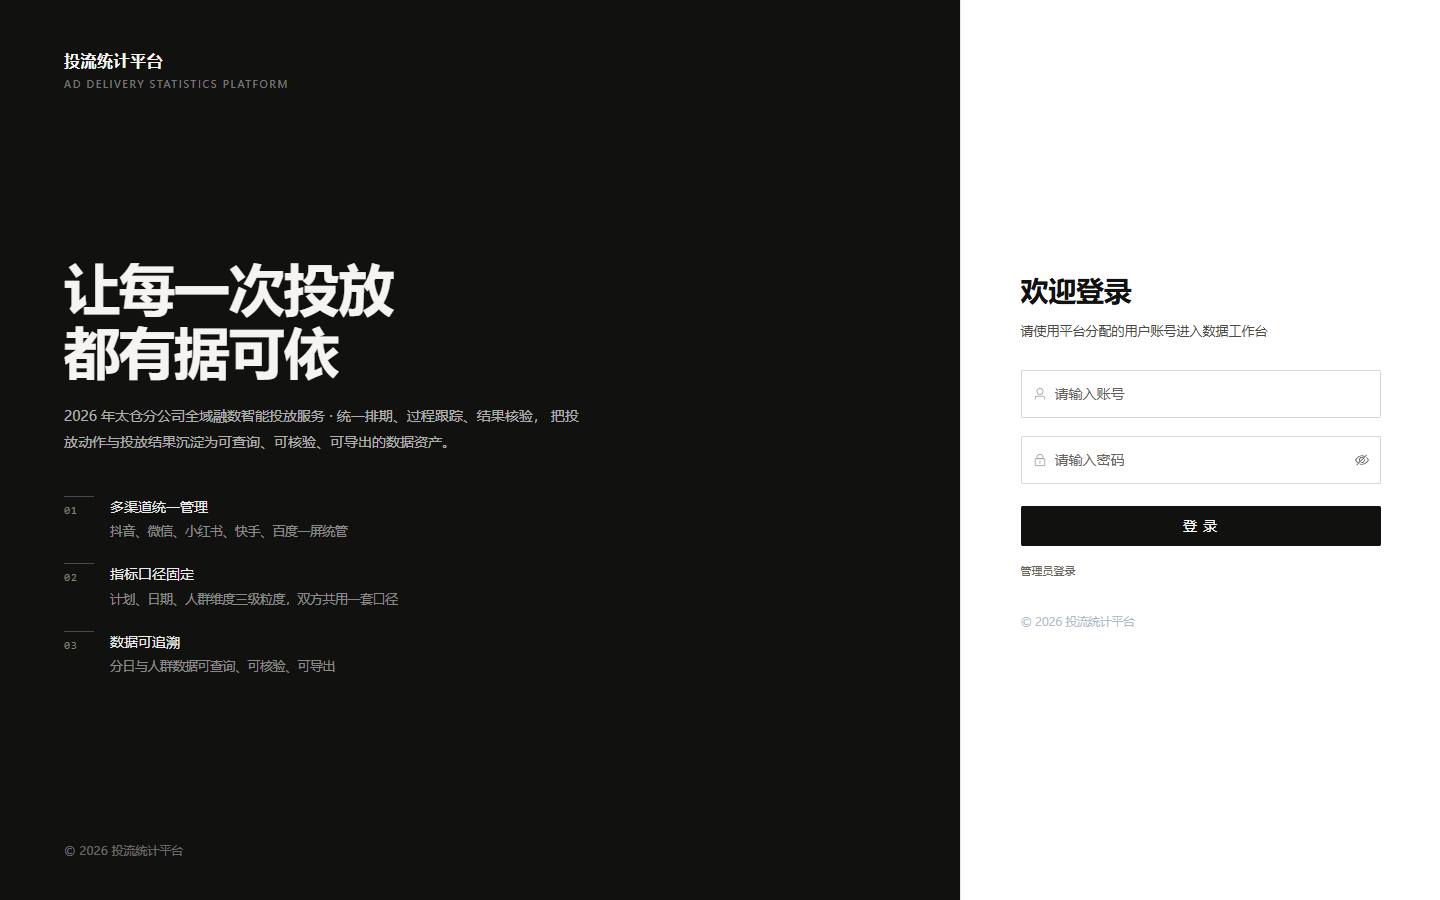 投流统计平台
AD DELIVERY STATISTICS PLATFORM
让每一次投放
都有据可依
2026 年太仓分公司全域融数智能投放服务 · 统一排期、过程跟踪、结果核验， 把投
放动作与投放结果沉淀为可查询、可核验、可导出的数据资产。
01
多渠道统一管理
抖音、微信、小红书、快手、百度一屏统管
02
指标口径固定
计划、日期、人群维度三级粒度，双方共用一套口径
03
数据可追溯
分日与人群数据可查询、可核验、可导出
© 2026 投流统计平台
欢迎登录
请使用平台分配的用户账号进入数据工作台
请输入账号
请输入密码
登 录
管理员登录
© 2026 投流统计平台